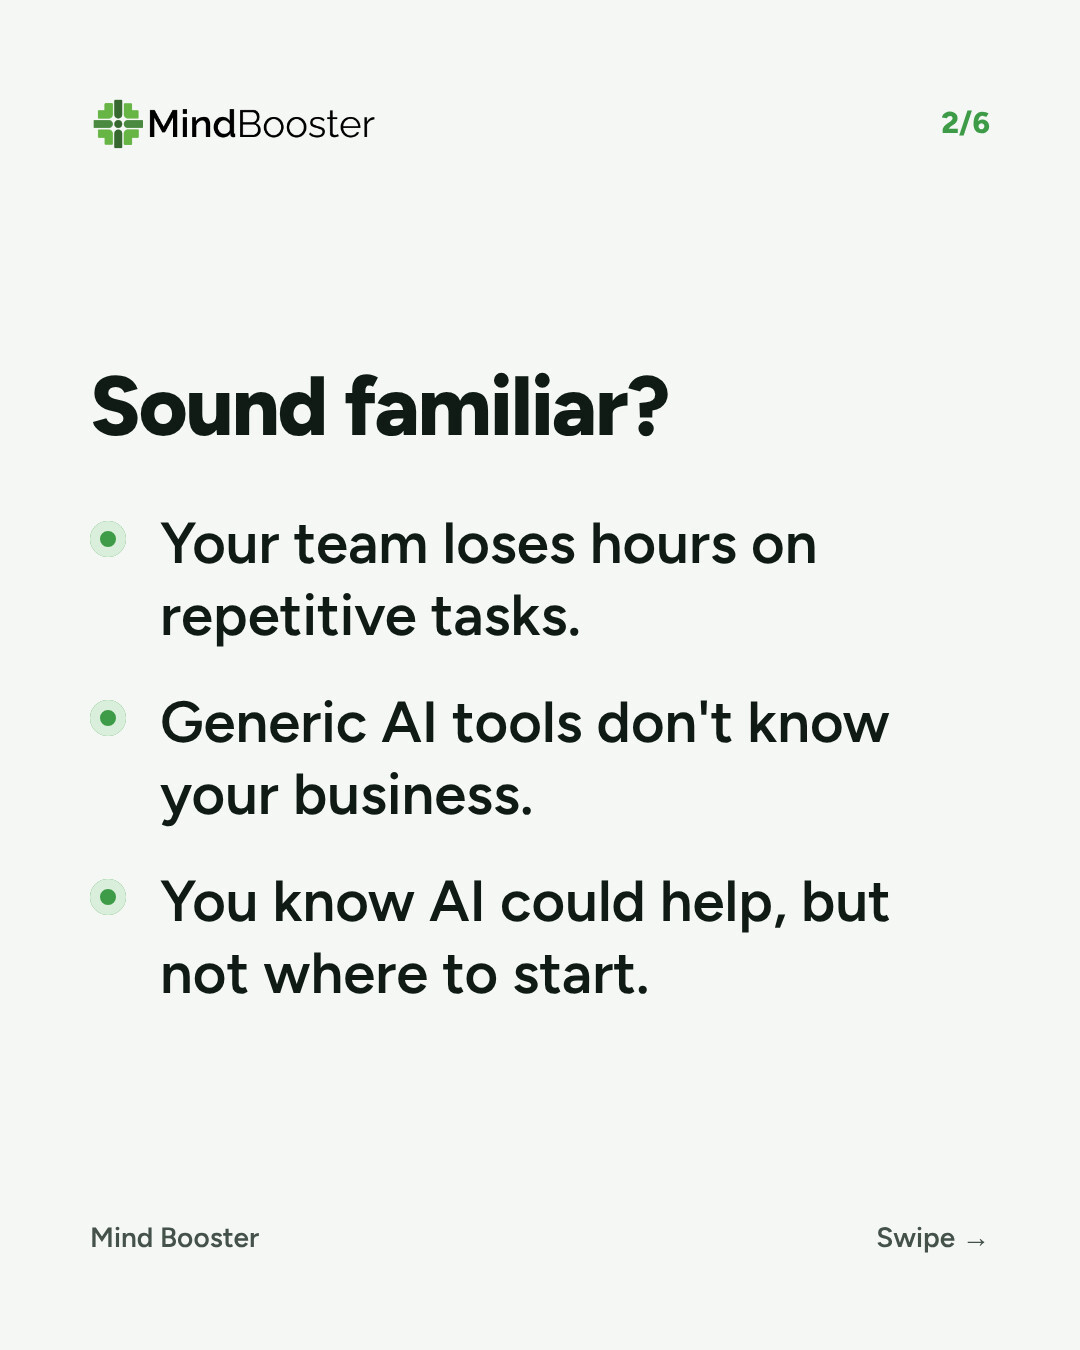 MindBooster
2/6
Sound familiar?
Your team loses hours on
repetitive tasks.
Generic AI tools don't know
your business.
You know AI could help, but
not where to start.
Mind Booster
Swipe →